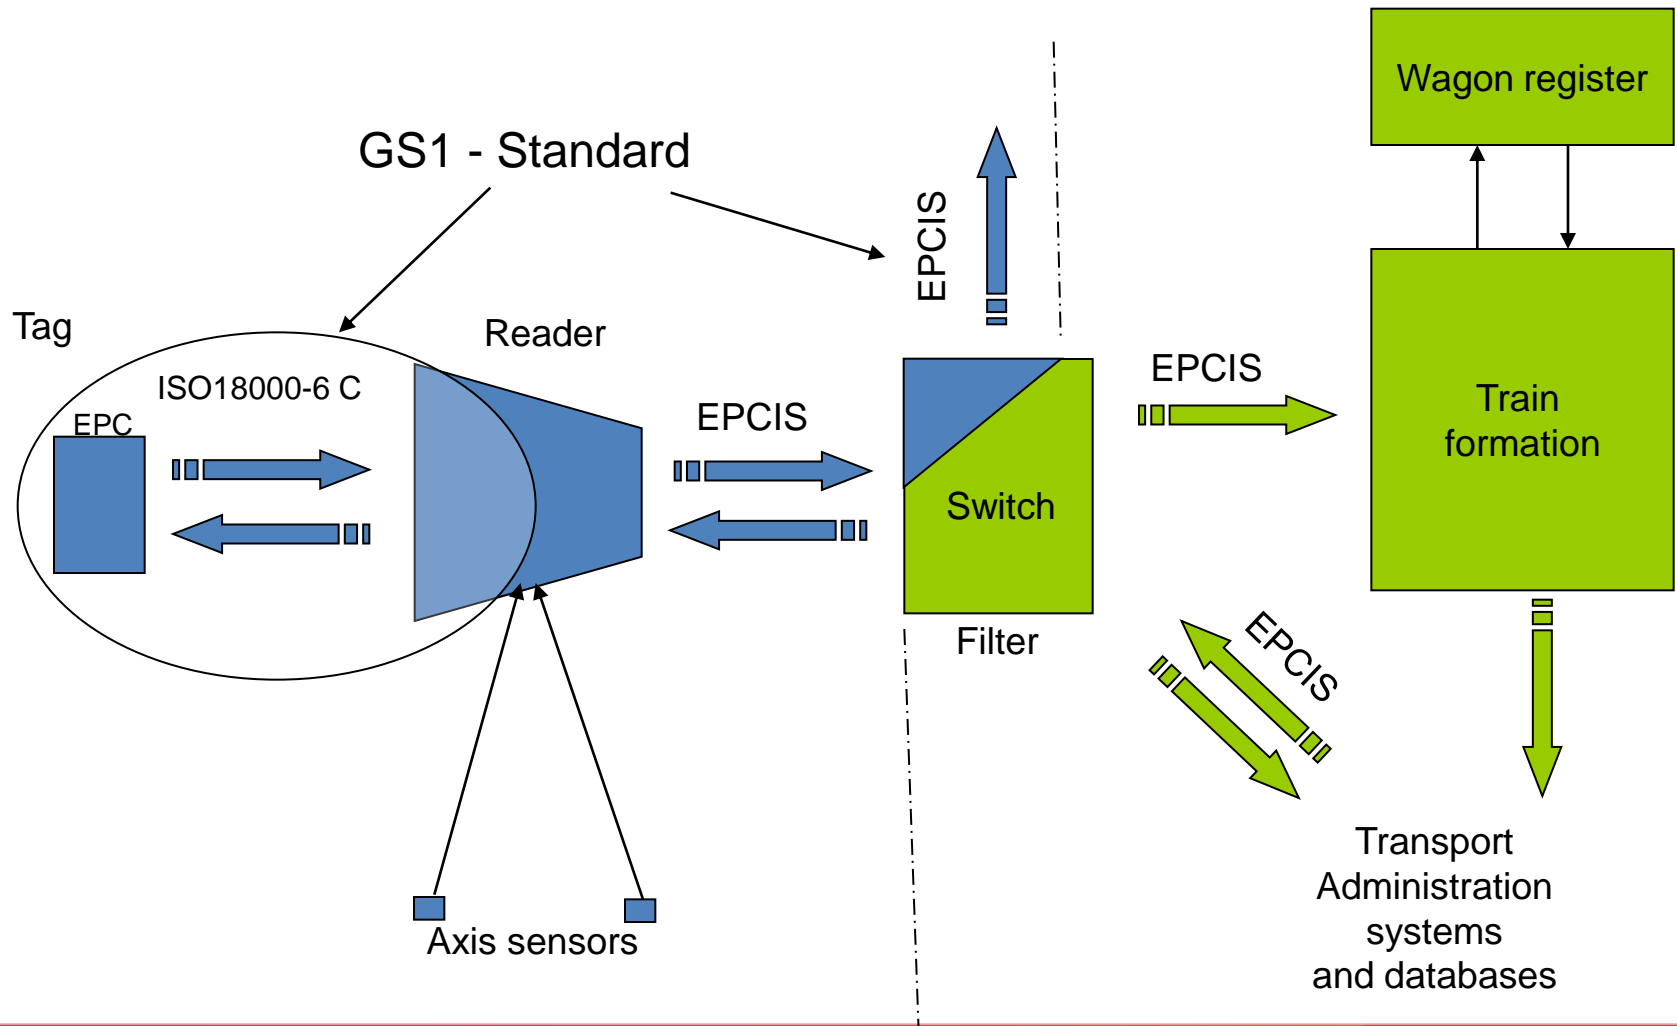 Wagon register
GS1 - Standard
EPCIS
Tag
Reader
ISO18000-6 C
EPC
EPCIS
EPCIS
Train
formation
Switch
Filter
EPCIS
Transport
Administration
systems
and databases
Axis sensors